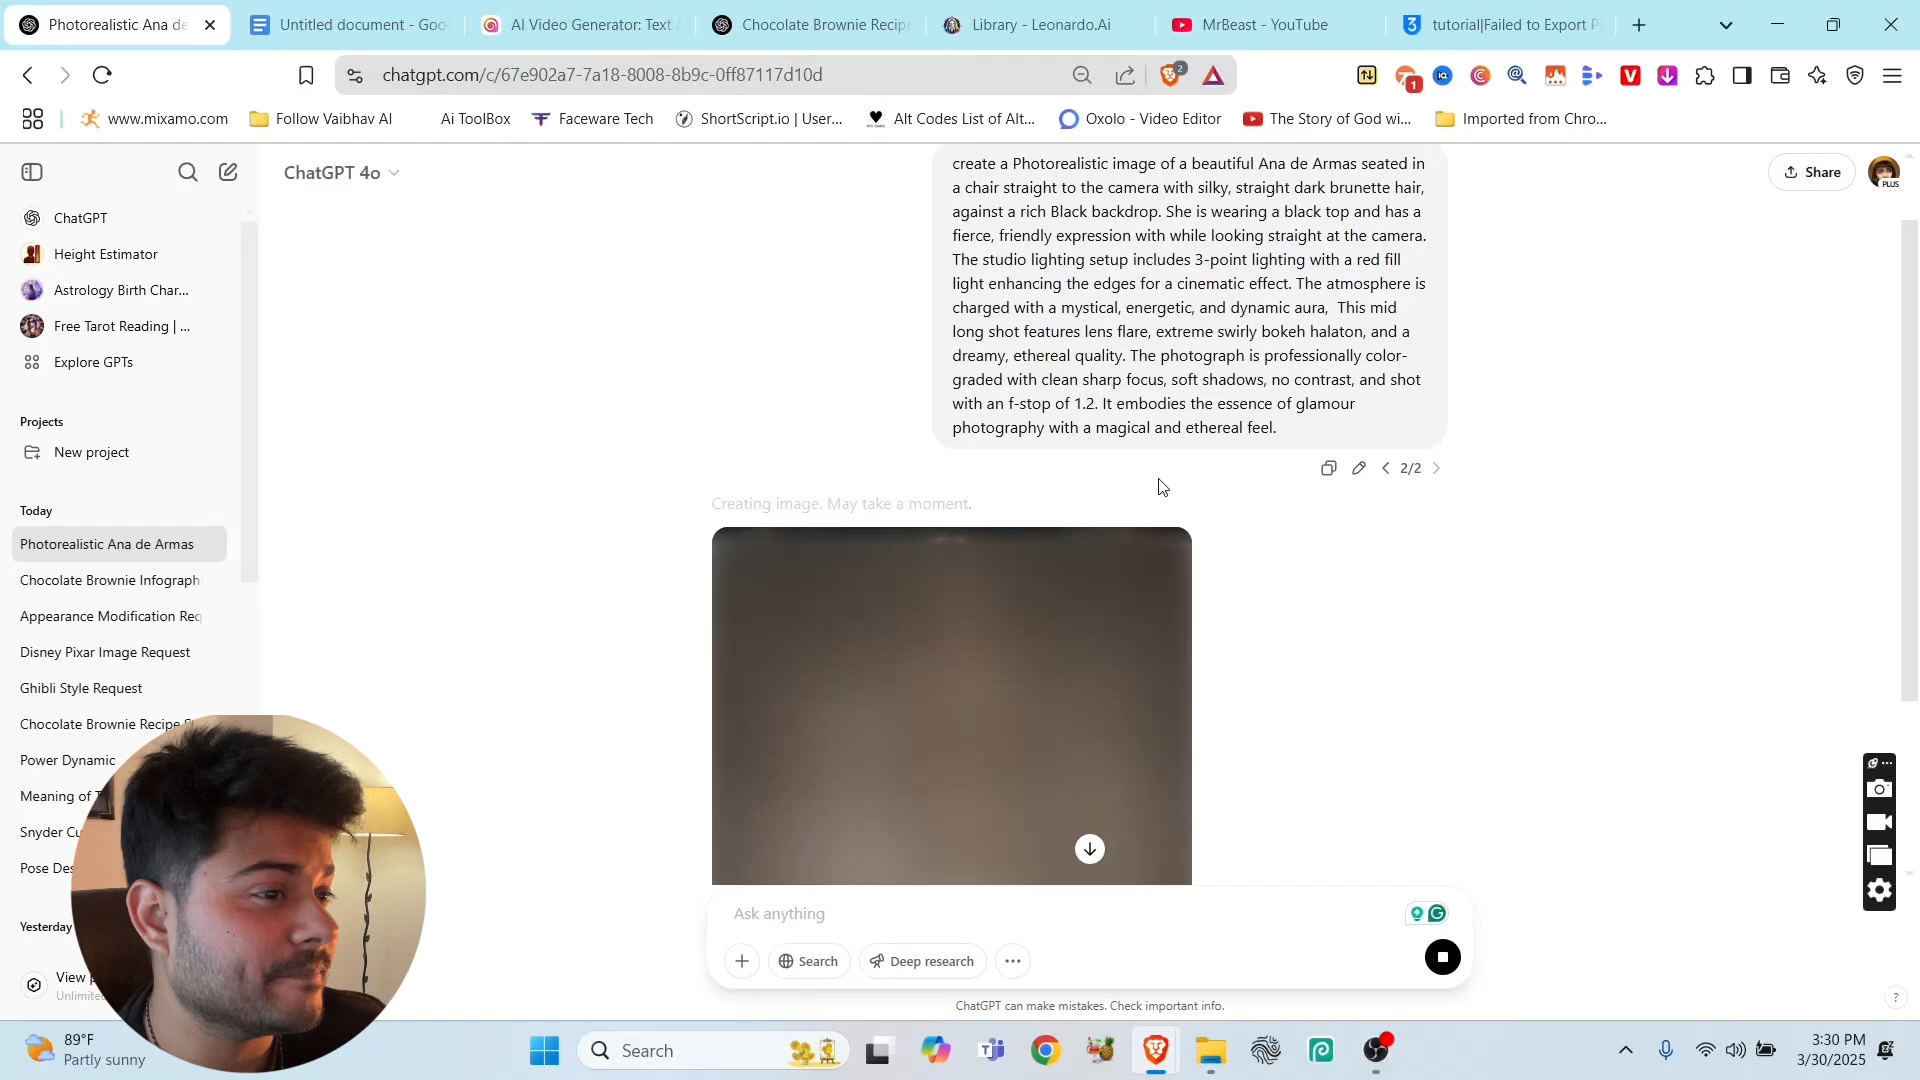 Photorealistic Ana de
Untitled document - Goo
AI Video Generator: Text
Chocolate Brownie Recipe
Library - Leonardo.Ai
MrBeast - YouTube
tutorial|Failed to Export P
chatgpt.com/c/67e902a7-7a18-8008-8b9c-0ff87117d10d
2
1
www.mixamo.com
Follow Vaibhav AI
Ai ToolBox
Faceware Tech
ShortScript.io | User...
Alt Codes List of Alt...
Oxolo - Video Editor
The Story of God wi...
Imported from Chro...
ChatGPT 4o
Share
PLUS
ChatGPT
Height Estimator
Astrology Birth Char...
Free Tarot Reading | ...
Explore GPTs
Projects
New project
Today
Photorealistic Ana de Armas
Chocolate Brownie Infograph
Appearance Modification Req
Disney Pixar Image Request
Ghibli Style Request
Chocolate Brownie Recipe S
Power Dynamic
Meaning of
Snyder Cu
Pose Des
Yesterday
View p
Unlimited
create a Photorealistic image of a beautiful Ana de Armas seated in
a chair straight to the camera with silky, straight dark brunette hair,
against a rich Black backdrop. She is wearing a black top and has a
fierce, friendly expression with while looking straight at the camera.
The studio lighting setup includes 3-point lighting with a red fill
light enhancing the edges for a cinematic effect. The atmosphere is
charged with a mystical, energetic, and dynamic aura,  This mid
long shot features lens flare, extreme swirly bokeh halaton, and a
dreamy, ethereal quality. The photograph is professionally color-
graded with clean sharp focus, soft shadows, no contrast, and shot
with an f-stop of 1.2. It embodies the essence of glamour
photography with a magical and ethereal feel.
2/2
Creating image. May take a moment.
Ask anything
Search
Deep research
ChatGPT can make mistakes. Check important info.
?
89°F
Partly sunny
Search
3:30 PM
3/30/2025